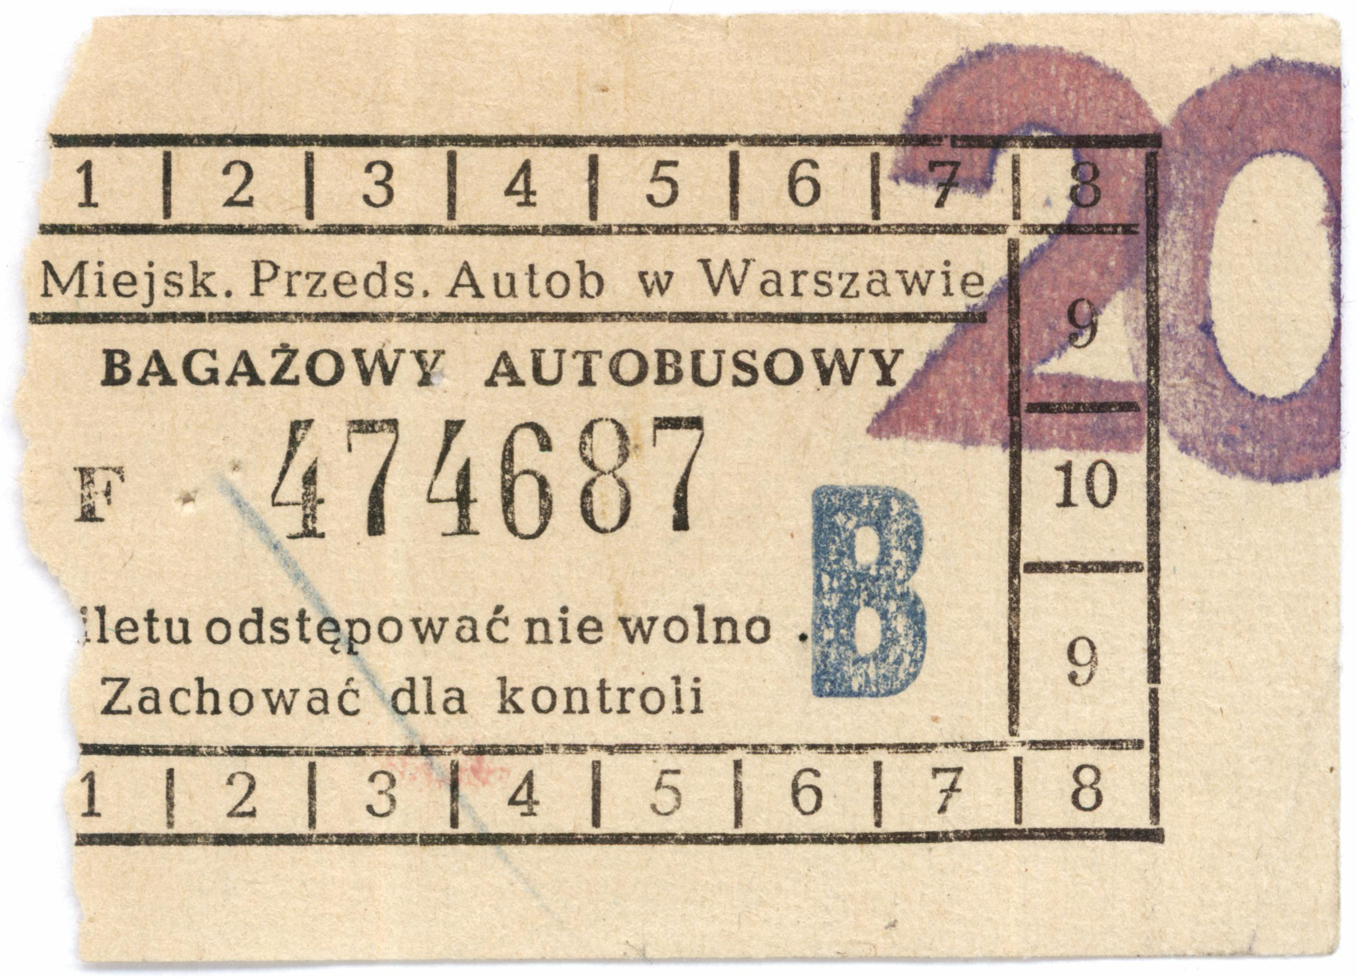 20
1 2 3 4 5 6 7 8
Miejsk. Przeds. Autob w Warszawie
9
BAGAŻOWY AUTOBUSOWY
F 474687
10
B
iletu odstępować nie wolno .
9
Zachować dla kontroli
1 2 3 4 5 6 7 8